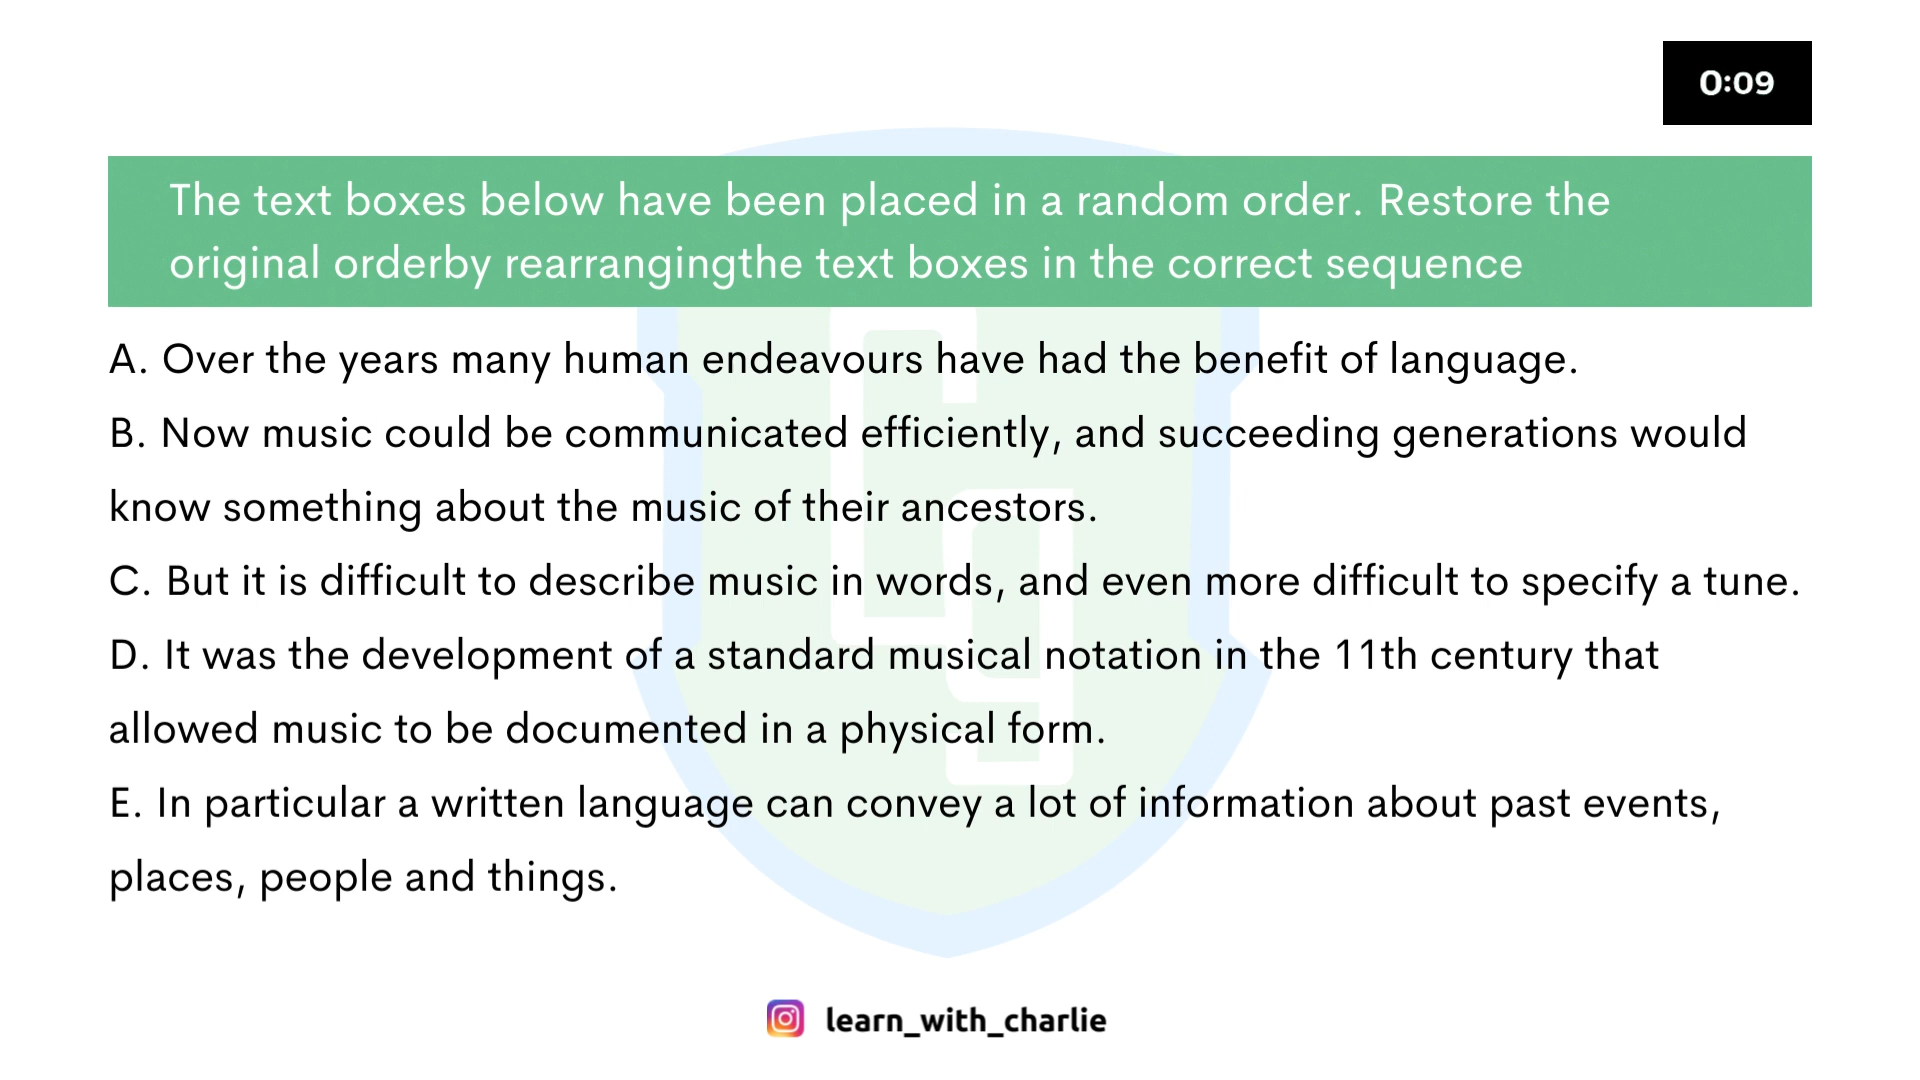 0:09
The text boxes below have been placed in a random order. Restore the
original orderby rearrangingthe text boxes in the correct sequence
A. Over the years many human endeavours have had the benefit of language.
B. Now music could be communicated efficiently, and succeeding generations would
know something about the music of their ancestors.
C. But it is difficult to describe music in words, and even more difficult to specify a tune.
D. It was the development of a standard musical notation in the 11th century that
allowed music to be documented in a physical form.
E. In particular a written language can convey a lot of information about past events,
places, people and things.
learn_with_charlie